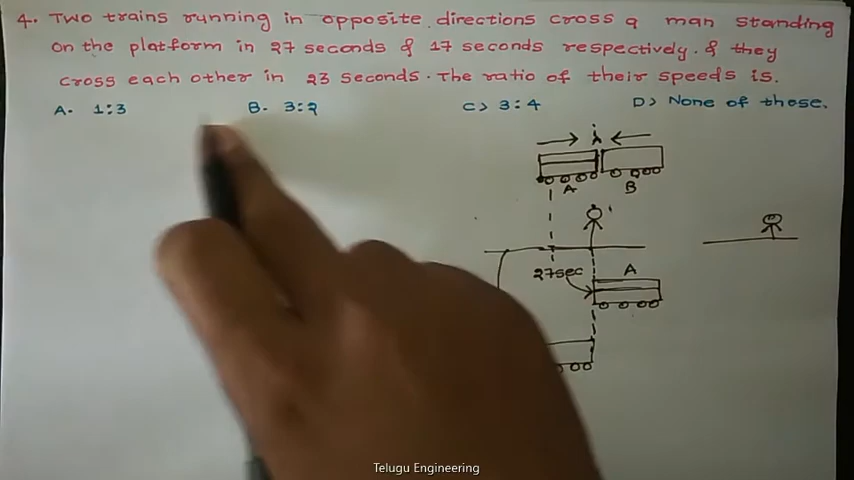 4. Two trains running in opposite directions cross a man standing
on the platform in 27 seconds & 17 seconds respectively. & they
cross each other in 23 seconds. The ratio of their speeds is.
A. 1:3 B. 3:2 C> 3:4 D> None of these.
A B
27sec A
Telugu Engineering